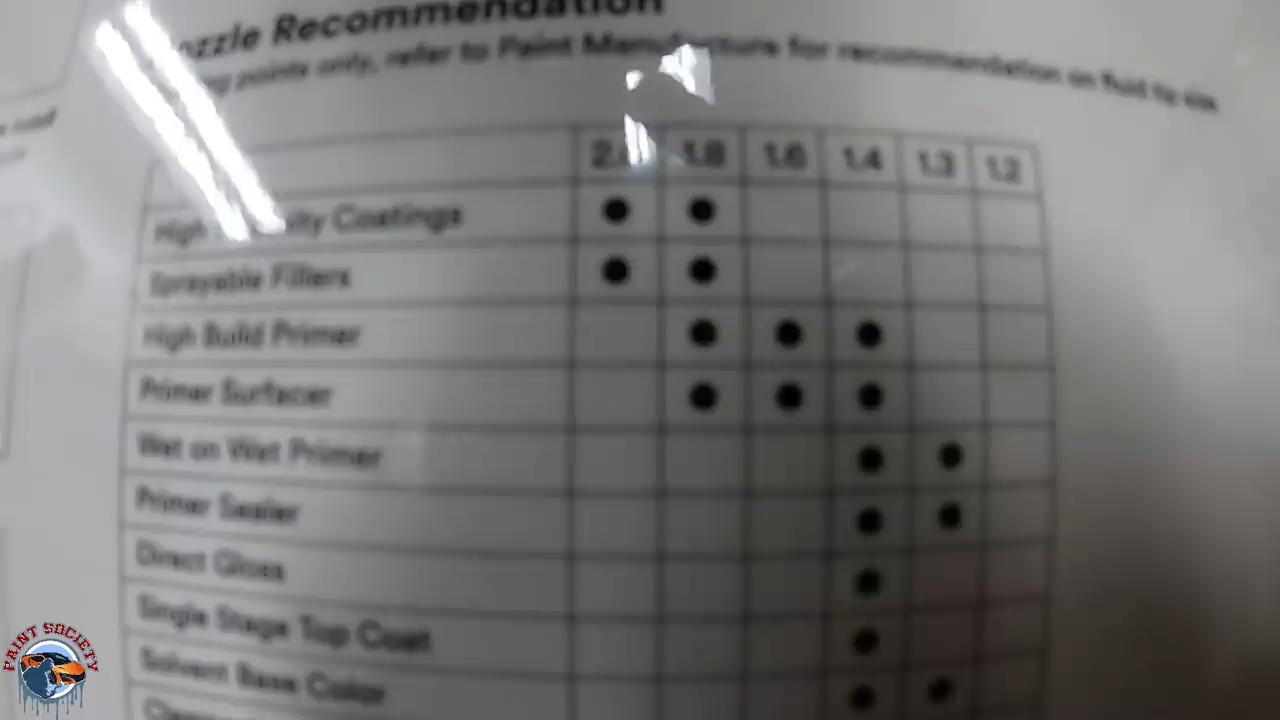 Recommendation
points only, refer to Paint Manufacture for recommendation on fluid tip size
1.8 1.6 1.4 1.3 1.2
High Coatings ● ●
Sprayable Fillers ● ●
High Build Primer ● ● ●
Primer Surfacer ● ● ●
Wet on Wet Primer ● ●
Primer Sealer ● ●
Direct Gloss ●
Single Stage Top Coat ●
Solvent Base Color ● ●
PAINT SOCIETY